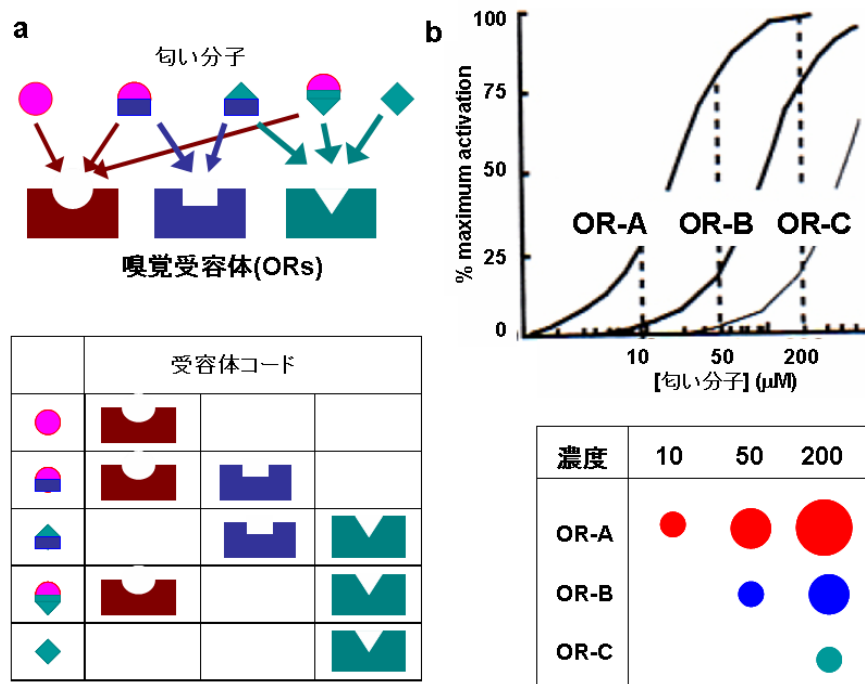 a
匂い分子
嗅覚受容体(ORs)
受容体コード
b
% maximum activation
100
75
50
25
0
OR-A OR-B OR-C
10 50 200
[匂い分子] (μM)
濃度 10 50 200
OR-A
OR-B
OR-C